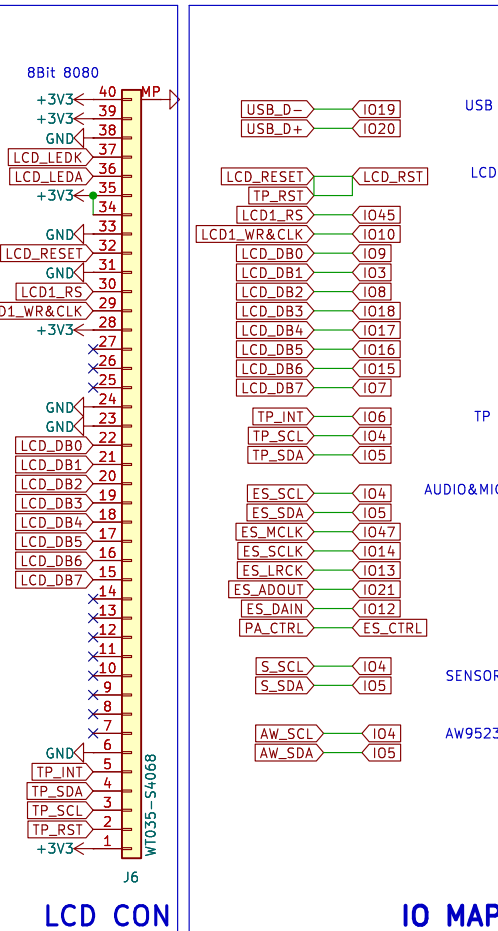 8Bit 8080
40 MP
+3V3
39
+3V3
38
GND
37
LCD_LEDK
36
LCD_LEDA
35
+3V3
34
33
GND
32
LCD_RESET
31
GND
30
LCD1_RS
29
D1_WR&CLK
28
+3V3
27
26
25
24
GND
23
GND
22
LCD_DB0
21
LCD_DB1
20
LCD_DB2
19
LCD_DB3
18
LCD_DB4
17
LCD_DB5
16
LCD_DB6
15
LCD_DB7
14
13
12
11
10
9
8
7
6
GND
5
TP_INT
4
TP_SDA
3
TP_SCL
2
TP_RST
1
+3V3
WT035-S4068
J6
LCD CON
USB_D- IO19 USB
USB_D+ IO20
LCD
LCD_RESET LCD_RST
TP_RST
LCD1_RS IO45
LCD1_WR&CLK IO10
LCD_DB0 IO9
LCD_DB1 IO3
LCD_DB2 IO8
LCD_DB3 IO18
LCD_DB4 IO17
LCD_DB5 IO16
LCD_DB6 IO15
LCD_DB7 IO7
TP_INT IO6 TP
TP_SCL IO4
TP_SDA IO5
AUDIO&MIC
ES_SCL IO4
ES_SDA IO5
ES_MCLK IO47
ES_SCLK IO14
ES_LRCK IO13
ES_ADOUT IO21
ES_DAIN IO12
PA_CTRL ES_CTRL
S_SCL IO4
SENSOR
S_SDA IO5
AW_SCL IO4 AW9523
AW_SDA IO5
IO MAP